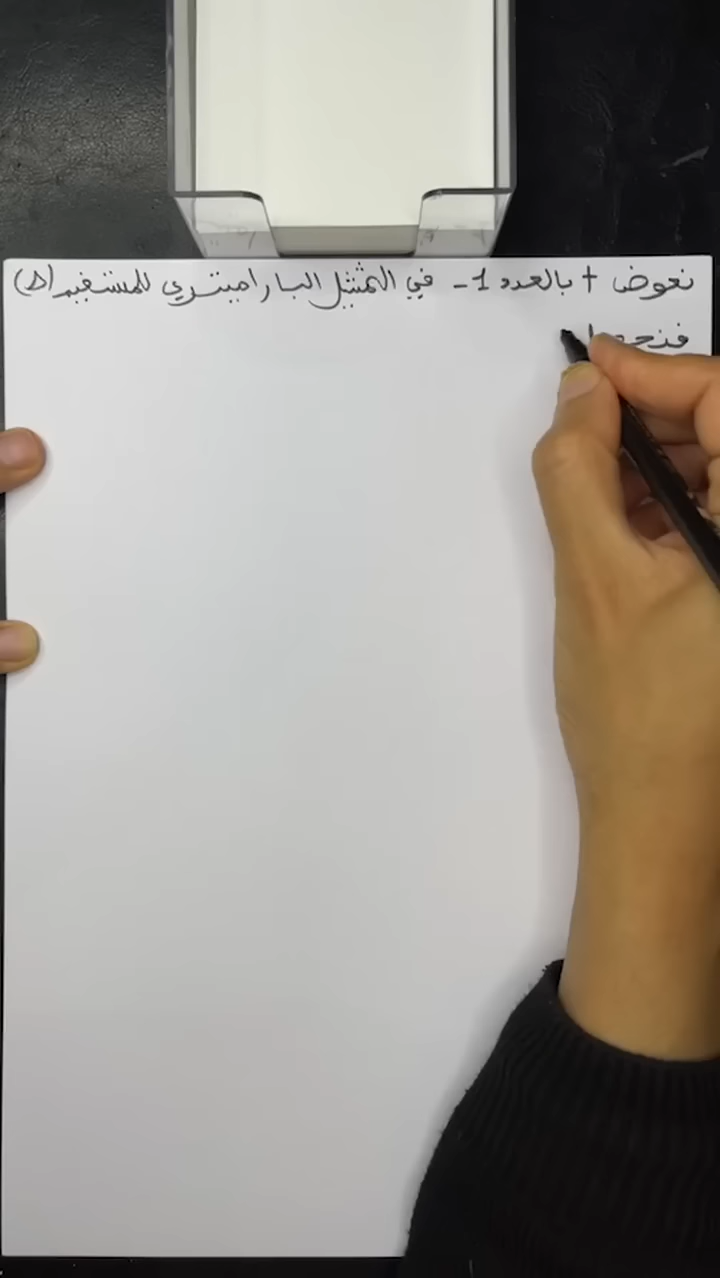 نعوض t بالعدد 1- في التمثيل البارامتري للمستقيم (Δ)